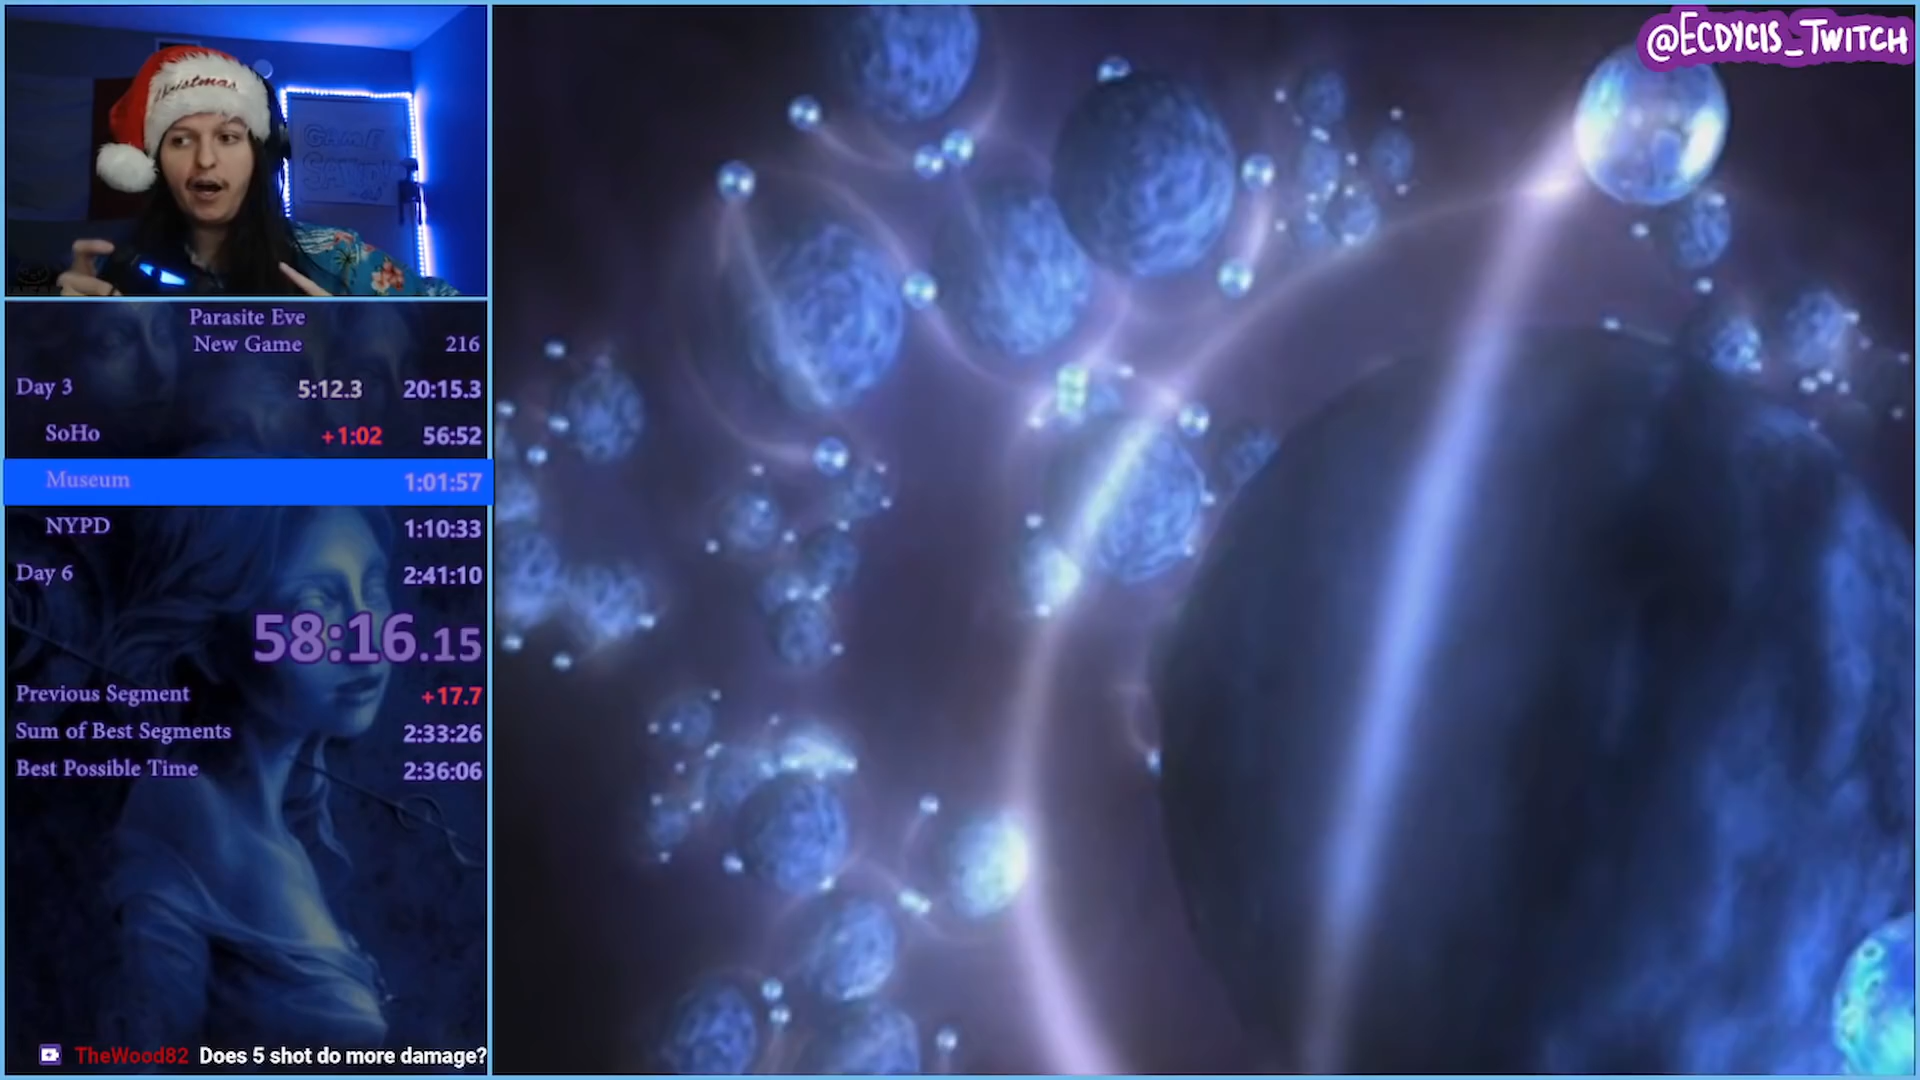 @Ecdycis_Twitch
Christmas
GAME
Parasite Eve
New Game 216
Day 3 5:12.3 20:15.3
SoHo +1:02 56:52
Museum 1:01:57
NYPD 1:10:33
Day 6 2:41:10
58:16.15
Previous Segment +17.7
Sum of Best Segments 2:33:26
Best Possible Time 2:36:06
TheWood82 Does 5 shot do more damage?